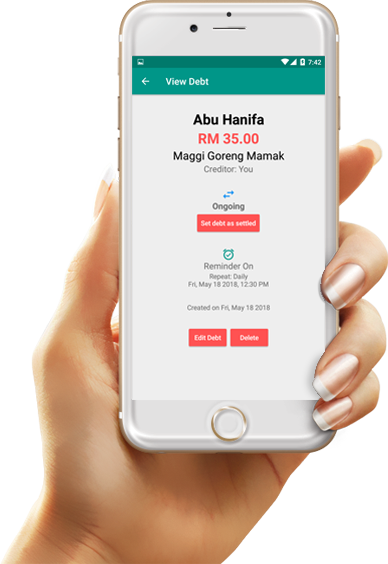 7:42
View Debt
Abu Hanifa
RM 35.00
Maggi Goreng Mamak
Creditor: You
Ongoing
Set debt as settled
Reminder On
Repeat: Daily
Fri, May 18 2018, 12:30 PM
Created on Fri, May 18 2018
Edit Debt Delete